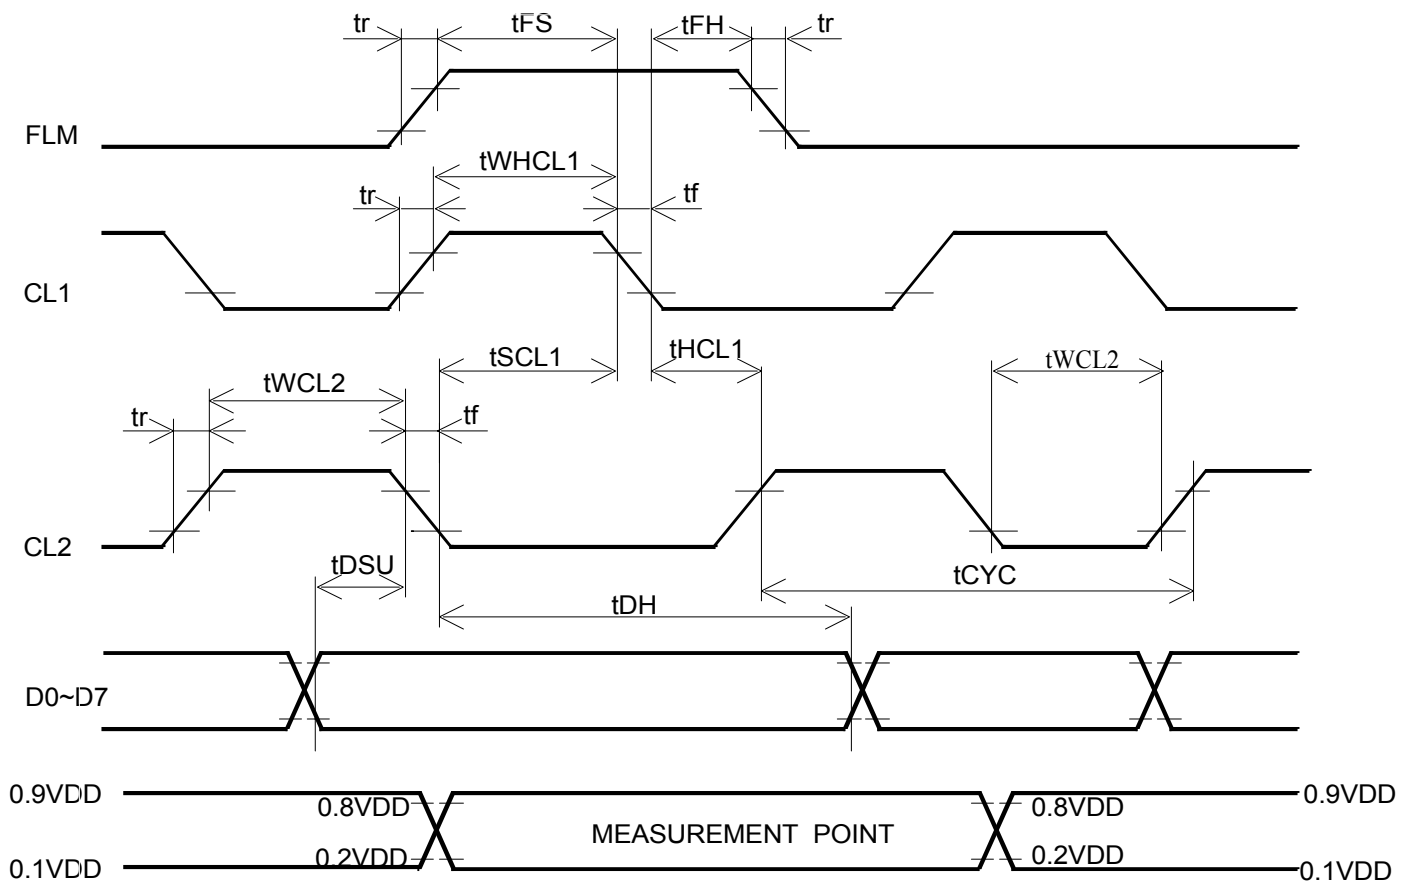 tr tFS tFH tr
FLM
tWHCL1
tr tf
CL1
tSCL1 tHCL1 tWCL2
tWCL2
tr tf
CL2
tDSU tCYC
tDH
D0~D7
0.9VDD 0.8VDD 0.8VDD 0.9VDD
MEASUREMENT POINT
0.1VDD 0.2VDD 0.2VDD 0.1VDD